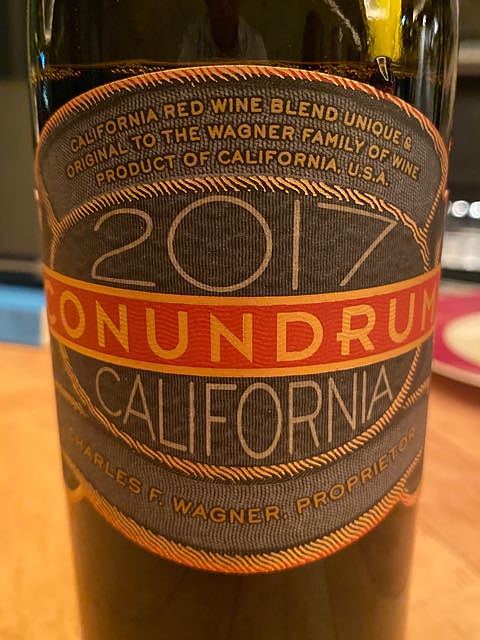 CALIFORNIA RED WINE BLEND UNIQUE &
ORIGINAL TO THE WAGNER FAMILY OF WINE
PRODUCT OF CALIFORNIA, U.S.A.
2017
CONUNDRUM
CALIFORNIA
CHARLES F. WAGNER, PROPRIETOR